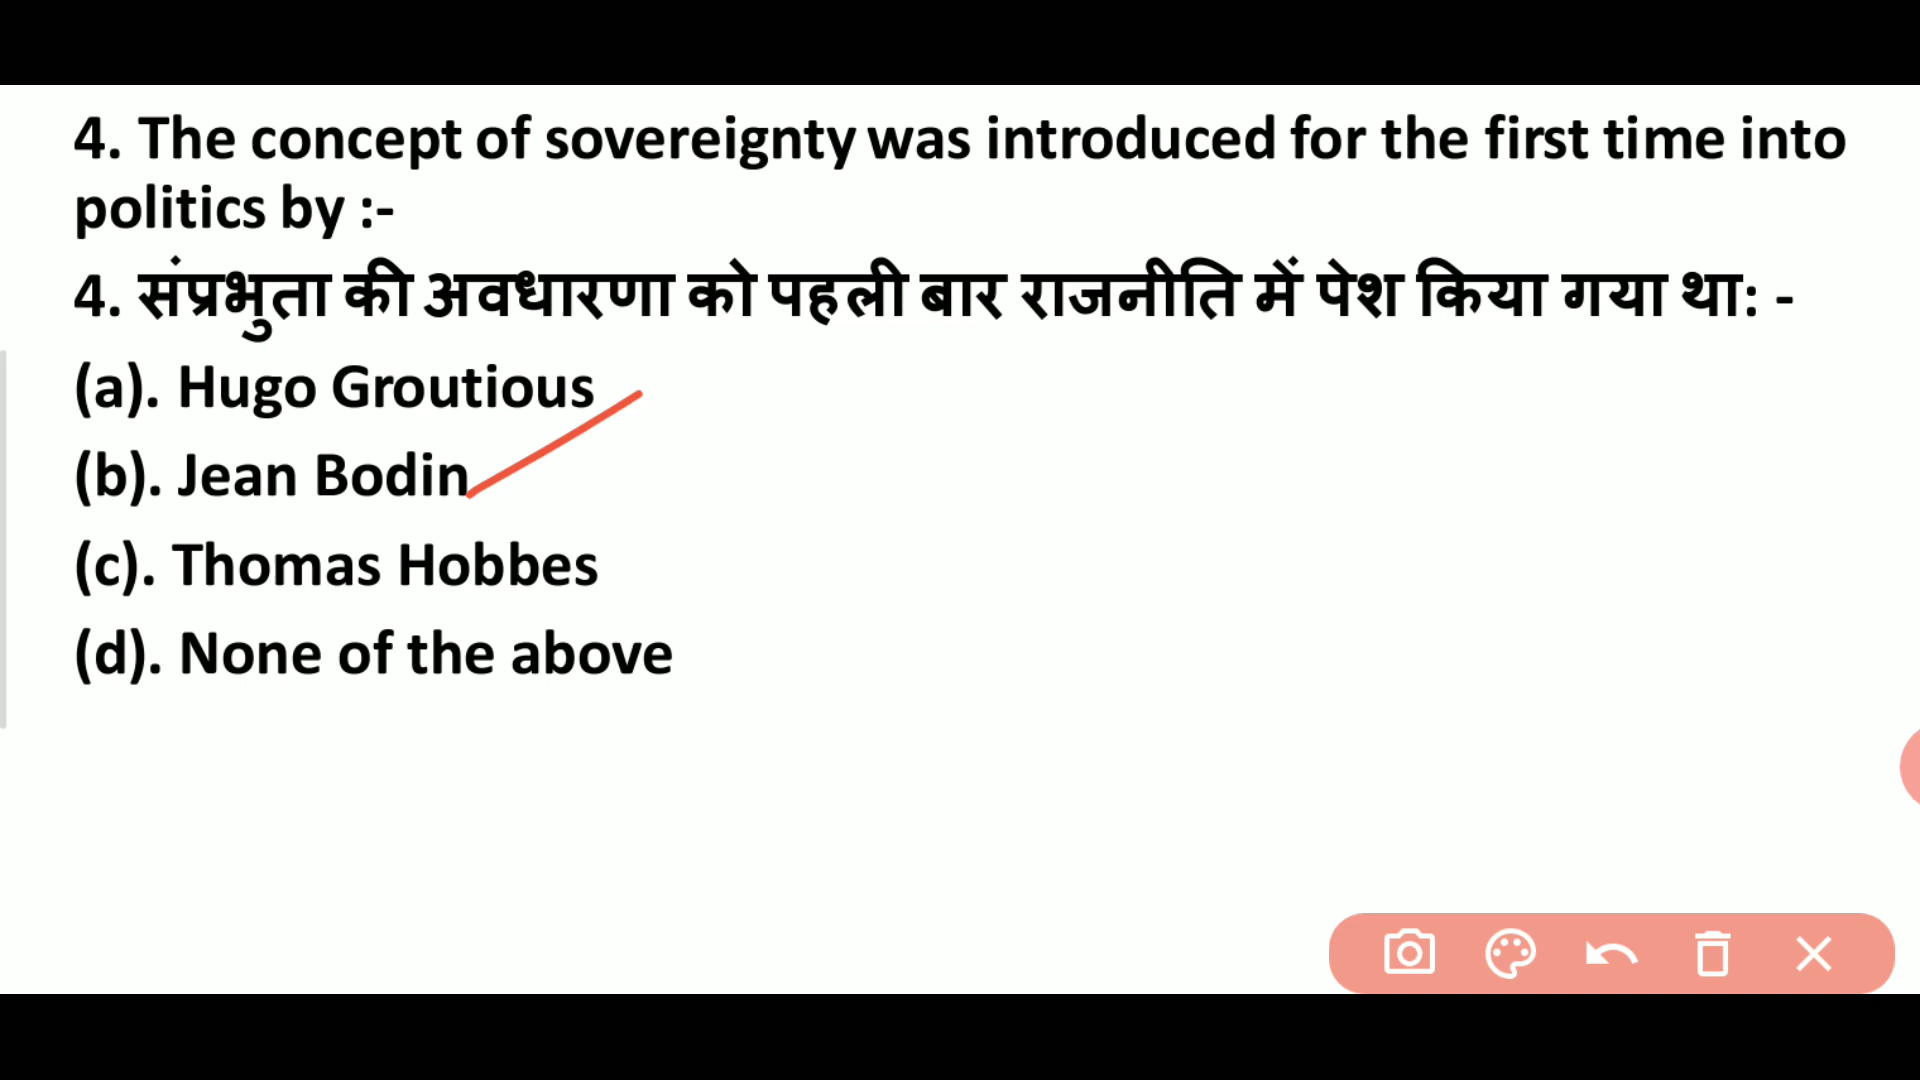 4. The concept of sovereignty was introduced for the first time into
politics by :-
4. संप्रभुता की अवधारणा को पहली बार राजनीति में पेश किया गया था: -
(a). Hugo Groutious
(b). Jean Bodin
(c). Thomas Hobbes
(d). None of the above